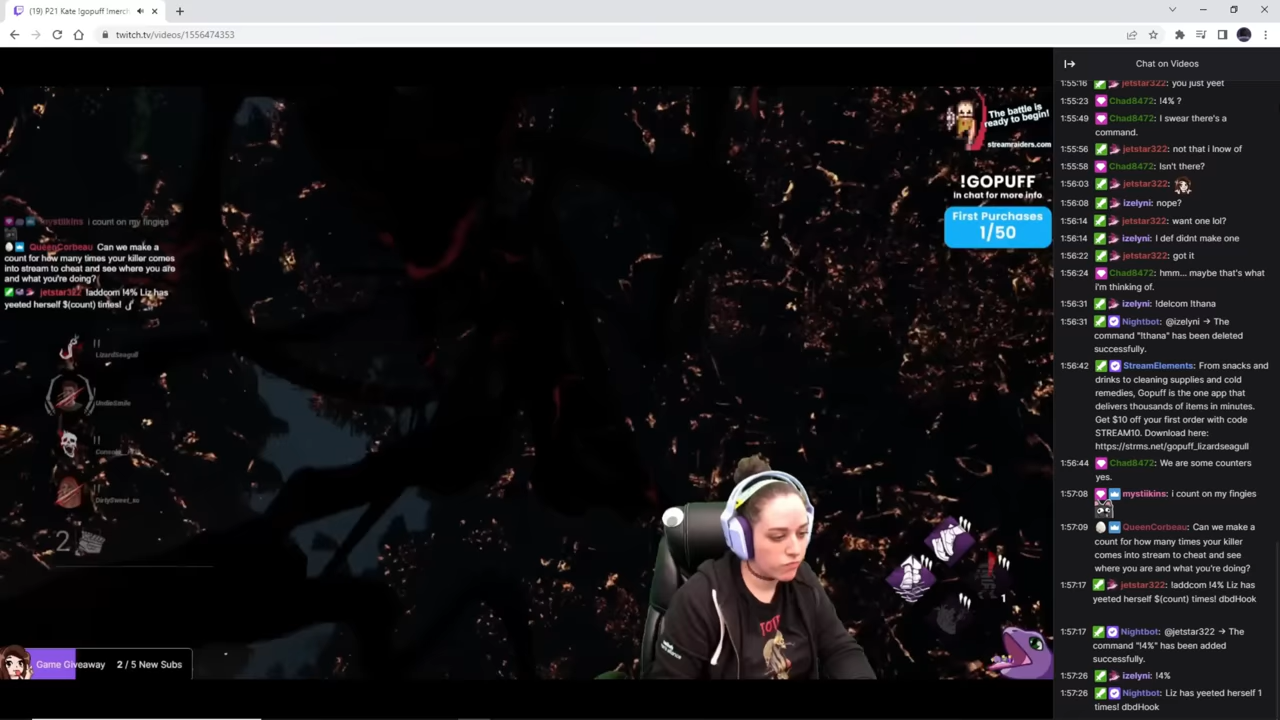 (19) P21 Kate !gopuff !merch
twitch.tv/videos/1556474353
mystiikins i count on my fingies
QueenCorbeau Can we make a
count for how many times your killer comes
into stream to cheat and see where you are
and what you're doing?
jetstar322 !addcom !4% Liz has
yeeted herself $(count) times!
LizardSeagull
UndieSmile
DirtySweet_xo
2
The battle is
ready to begin!
streamraiders.com
!GOPUFF
in chat for more info
First Purchases
1/50
1
Game Giveaway 2 / 5 New Subs
Chat on Videos
1:55:16 jetstar322: you just yeet
1:55:23 Chad8472: !4% ?
1:55:49 Chad8472: I swear there's a
command.
1:55:56 jetstar322: not that i lnow of
1:55:58 Chad8472: Isn't there?
1:56:03 jetstar322:
1:56:08 izelyni: nope?
1:56:14 jetstar322: want one lol?
1:56:14 izelyni: I def didnt make one
1:56:22 jetstar322: got it
1:56:24 Chad8472: hmm... maybe that's what
i'm thinking of.
1:56:31 izelyni: !delcom !thana
1:56:31 Nightbot: @izelyni → The
command "!thana" has been deleted
successfully.
1:56:42 StreamElements: From snacks and
drinks to cleaning supplies and cold
remedies, Gopuff is the one app that
delivers thousands of items in minutes.
Get $10 off your first order with code
STREAM10. Download here:
https://strms.net/gopuff_lizardseagull
1:56:44 Chad8472: We are some counters
yes.
1:57:08 mystiikins: i count on my fingies
1:57:09 QueenCorbeau: Can we make a
count for how many times your killer
comes into stream to cheat and see
where you are and what you're doing?
1:57:17 jetstar322: !addcom !4% Liz has
yeeted herself $(count) times! dbdHook
1:57:17 Nightbot: @jetstar322 → The
command "!4%" has been added
successfully.
1:57:26 izelyni: !4%
1:57:26 Nightbot: Liz has yeeted herself 1
times! dbdHook